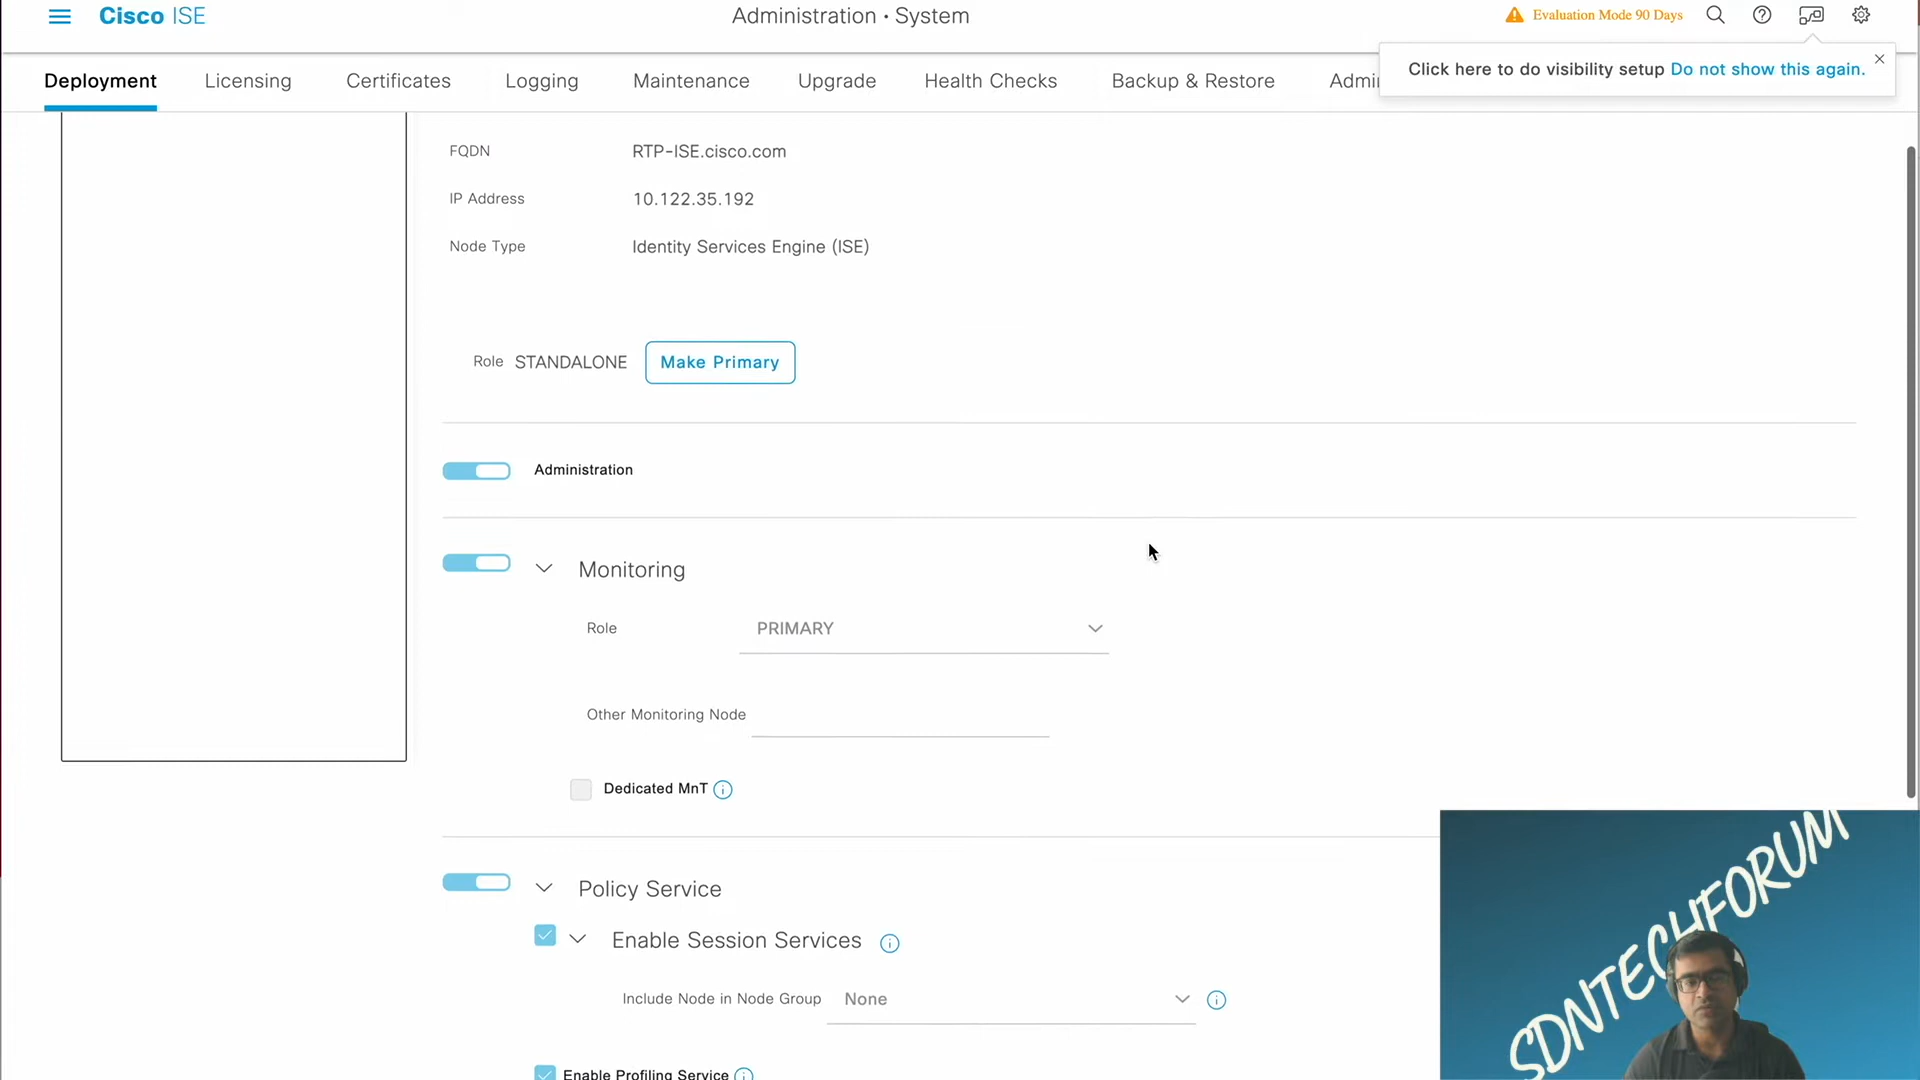 Cisco ISE
Administration • System
Evaluation Mode 90 Days
Click here to do visibility setup Do not show this again.
Deployment
Licensing
Certificates
Logging
Maintenance
Upgrade
Health Checks
Backup & Restore
Admi
FQDN
RTP-ISE.cisco.com
IP Address
10.122.35.192
Node Type
Identity Services Engine (ISE)
Role STANDALONE
Make Primary
Administration
Monitoring
Role
PRIMARY
Other Monitoring Node
Dedicated MnT
Policy Service
Enable Session Services
Include Node in Node Group
None
Enable Profiling Service
SDNTECHFORUM